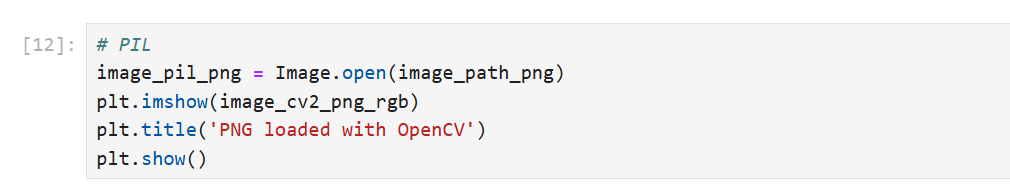 [12]: # PIL
image_pil_png = Image.open(image_path_png)
plt.imshow(image_cv2_png_rgb)
plt.title('PNG loaded with OpenCV')
plt.show()